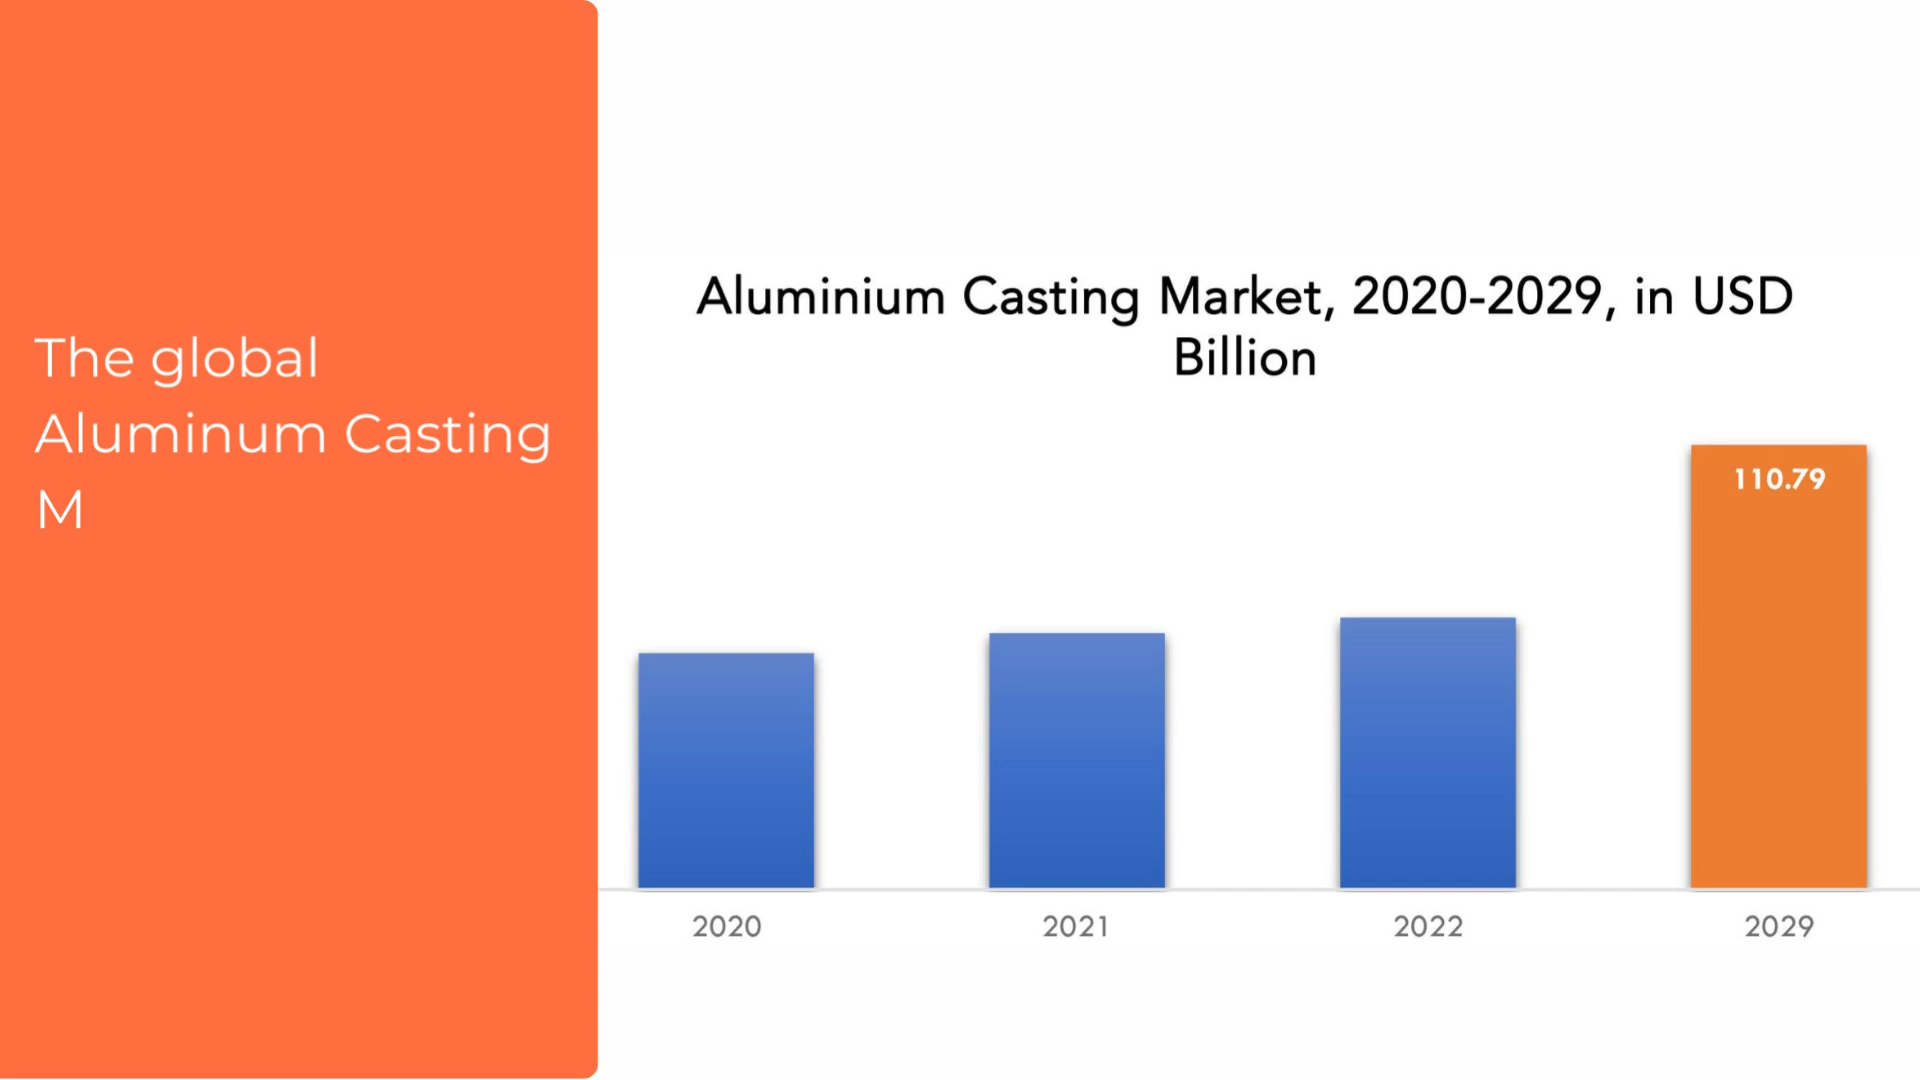 The global
Aluminum Casting
M
Aluminium Casting Market, 2020-2029, in USD
Billion
110.79
2020
2021
2022
2029